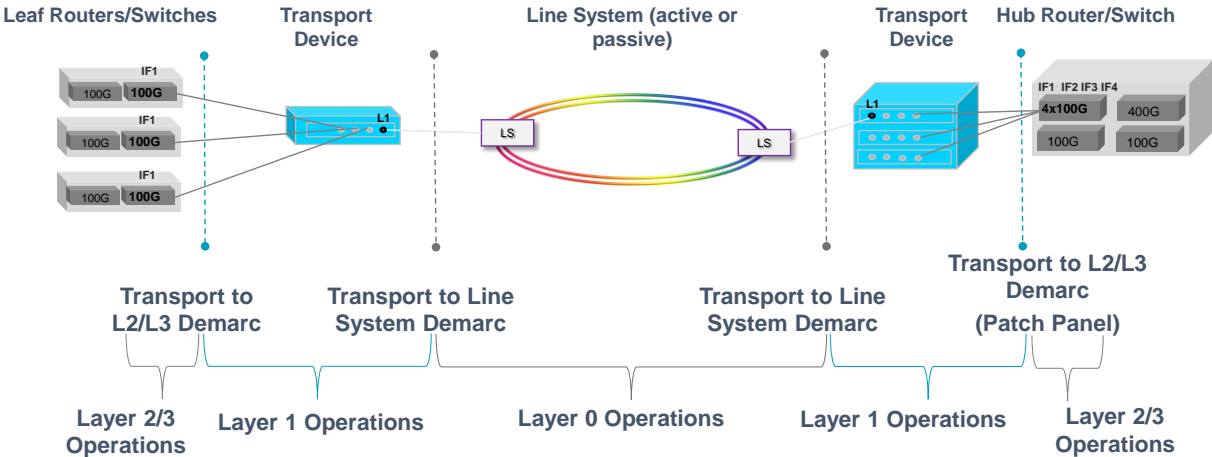 Leaf Routers/Switches
Transport
Device
Line System (active or
passive)
Transport
Device
Hub Router/Switch
IF1
100G 100G
IF1
100G 100G
IF1
100G 100G
L1
LS
LS
L1
IF1 IF2 IF3 IF4
4x100G 400G
100G 100G
Transport to
L2/L3 Demarc
Transport to Line
System Demarc
Transport to Line
System Demarc
Transport to L2/L3
Demarc
(Patch Panel)
Layer 2/3
Operations
Layer 1 Operations
Layer 0 Operations
Layer 1 Operations
Layer 2/3
Operations